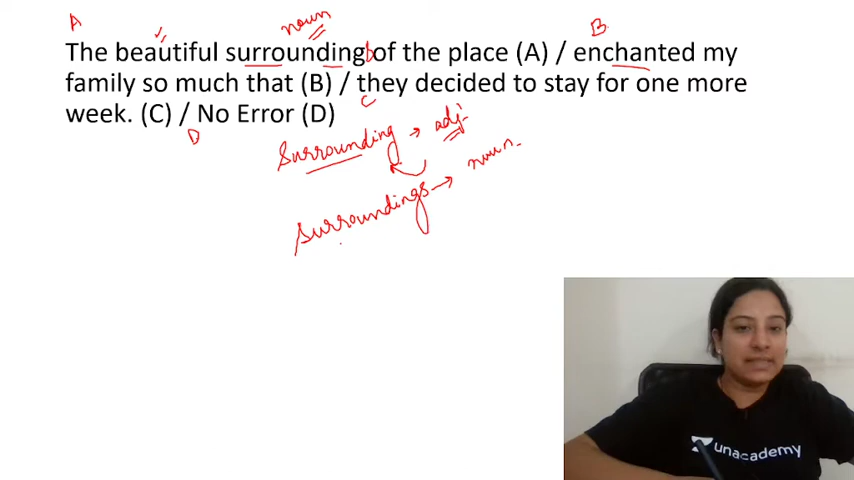 A
noun
B
The beautiful surrounding of the place (A) / enchanted my
family so much that (B) / they decided to stay for one more
C
week. (C) / No Error (D)
D
Surrounding → adj
Surroundings → noun.
unacademy